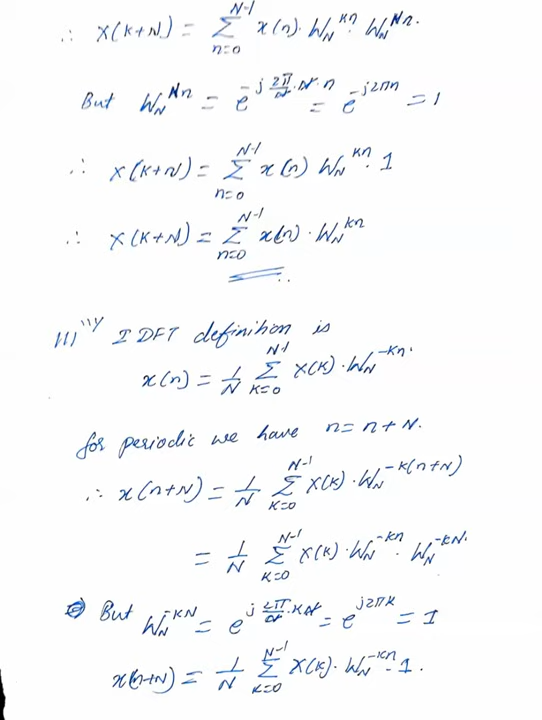 ∴ X(K+N) = Σ_{n=0}^{N-1} x(n). W_N^{Kn}. W_N^{Nn}.
But W_N^{Nn} = e^{-j 2π/N .N.n} = e^{-j2πn} = 1
∴ X(K+N) = Σ_{n=0}^{N-1} x(n) W_N^{Kn}. 1
∴ X(K+N) = Σ_{n=0}^{N-1} x(n) . W_N^{Kn}
lll^{ly} IDFT definition is
x(n) = 1/N Σ_{K=0}^{N-1} X(K) . W_N^{-Kn}.
for periodic we have n = n + N.
∴ x(n+N) = 1/N Σ_{K=0}^{N-1} X(K) . W_N^{-K(n+N)}
= 1/N Σ_{K=0}^{N-1} X(K) . W_N^{-Kn} . W_N^{-KN}.
But W_N^{-KN} = e^{j 2π/N .KN} = e^{j2πK} = 1
x(n+N) = 1/N Σ_{K=0}^{N-1} X(K) . W_N^{-Kn} . 1.